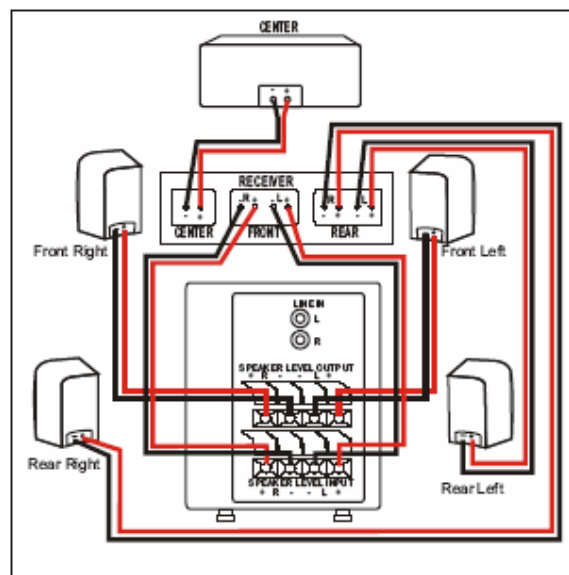 CENTER
- +
RECEIVER
R L R L
- + - + - + - + - +
CENTER FRONT REAR
Front Right
Front Left
LINE IN
L
R
SPEAKER LEVEL OUTPUT
+ R - - L +
Rear Right
Rear Left
SPEAKER LEVEL INPUT
+ R - - L +